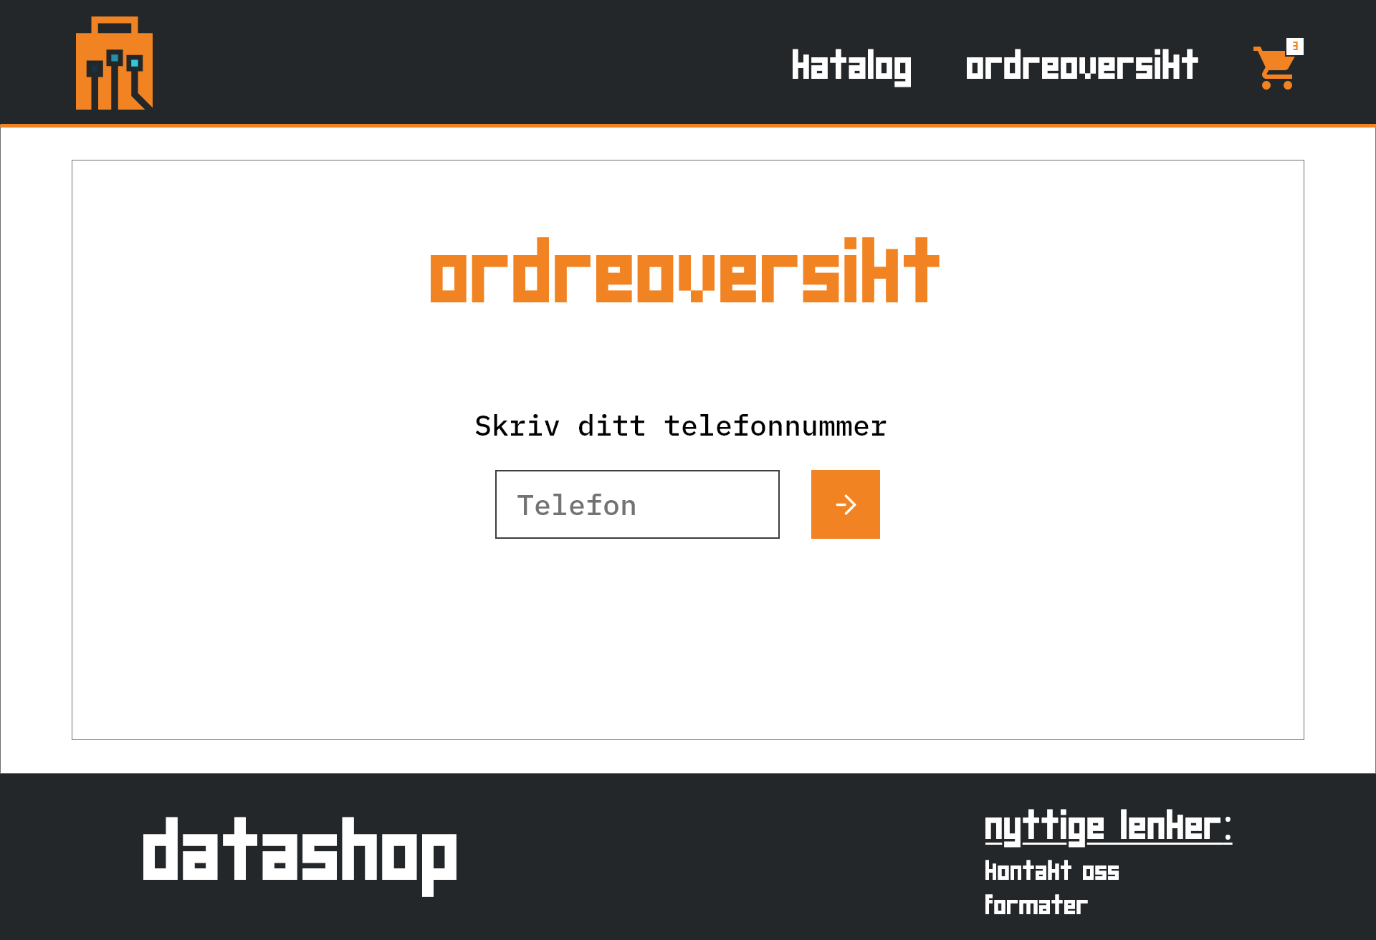 katalog ordreoversikt 3
ordreoversikt
Skriv ditt telefonnummer
Telefon
datashop
nyttige lenker:
kontakt oss
formater